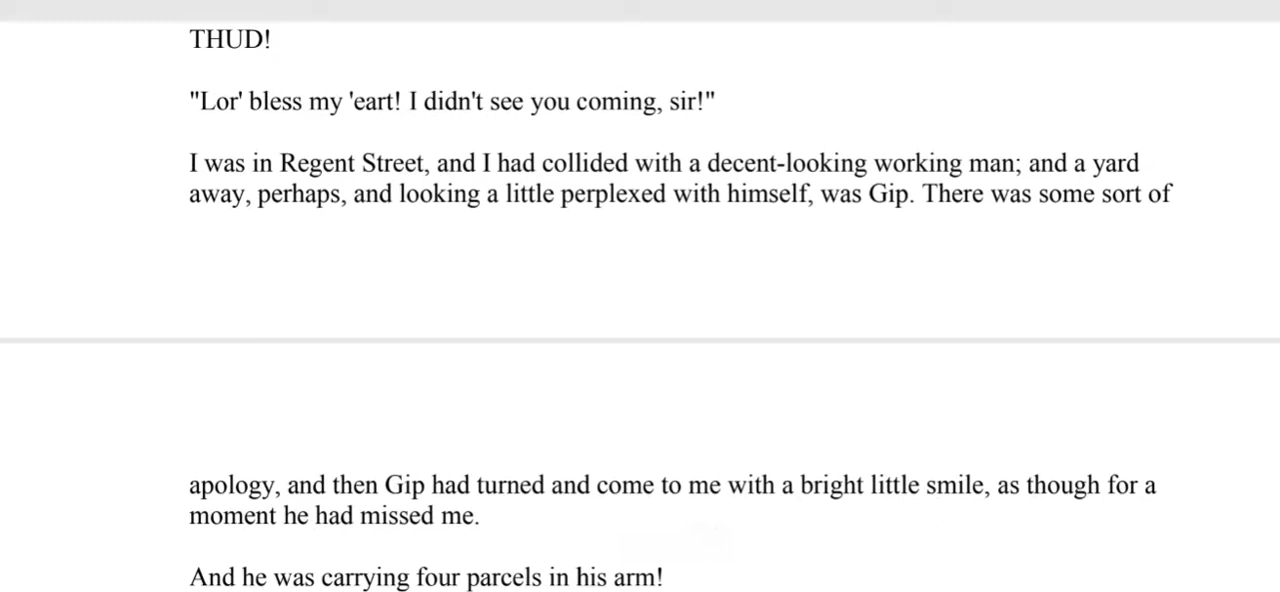 THUD!
"Lor' bless my 'eart! I didn't see you coming, sir!"
I was in Regent Street, and I had collided with a decent-looking working man; and a yard
away, perhaps, and looking a little perplexed with himself, was Gip. There was some sort of
apology, and then Gip had turned and come to me with a bright little smile, as though for a
moment he had missed me.
And he was carrying four parcels in his arm!